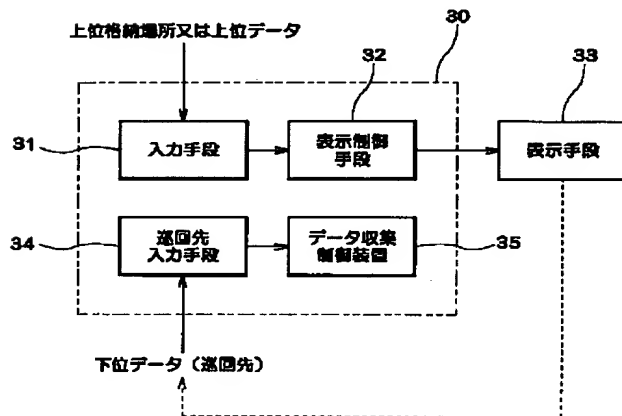 上位格納場所又は上位データ
30
32
33
31
入力手段
表示制御
手段
表示手段
34
巡回先
入力手段
データ収集
制御装置
35
下位データ（巡回先）